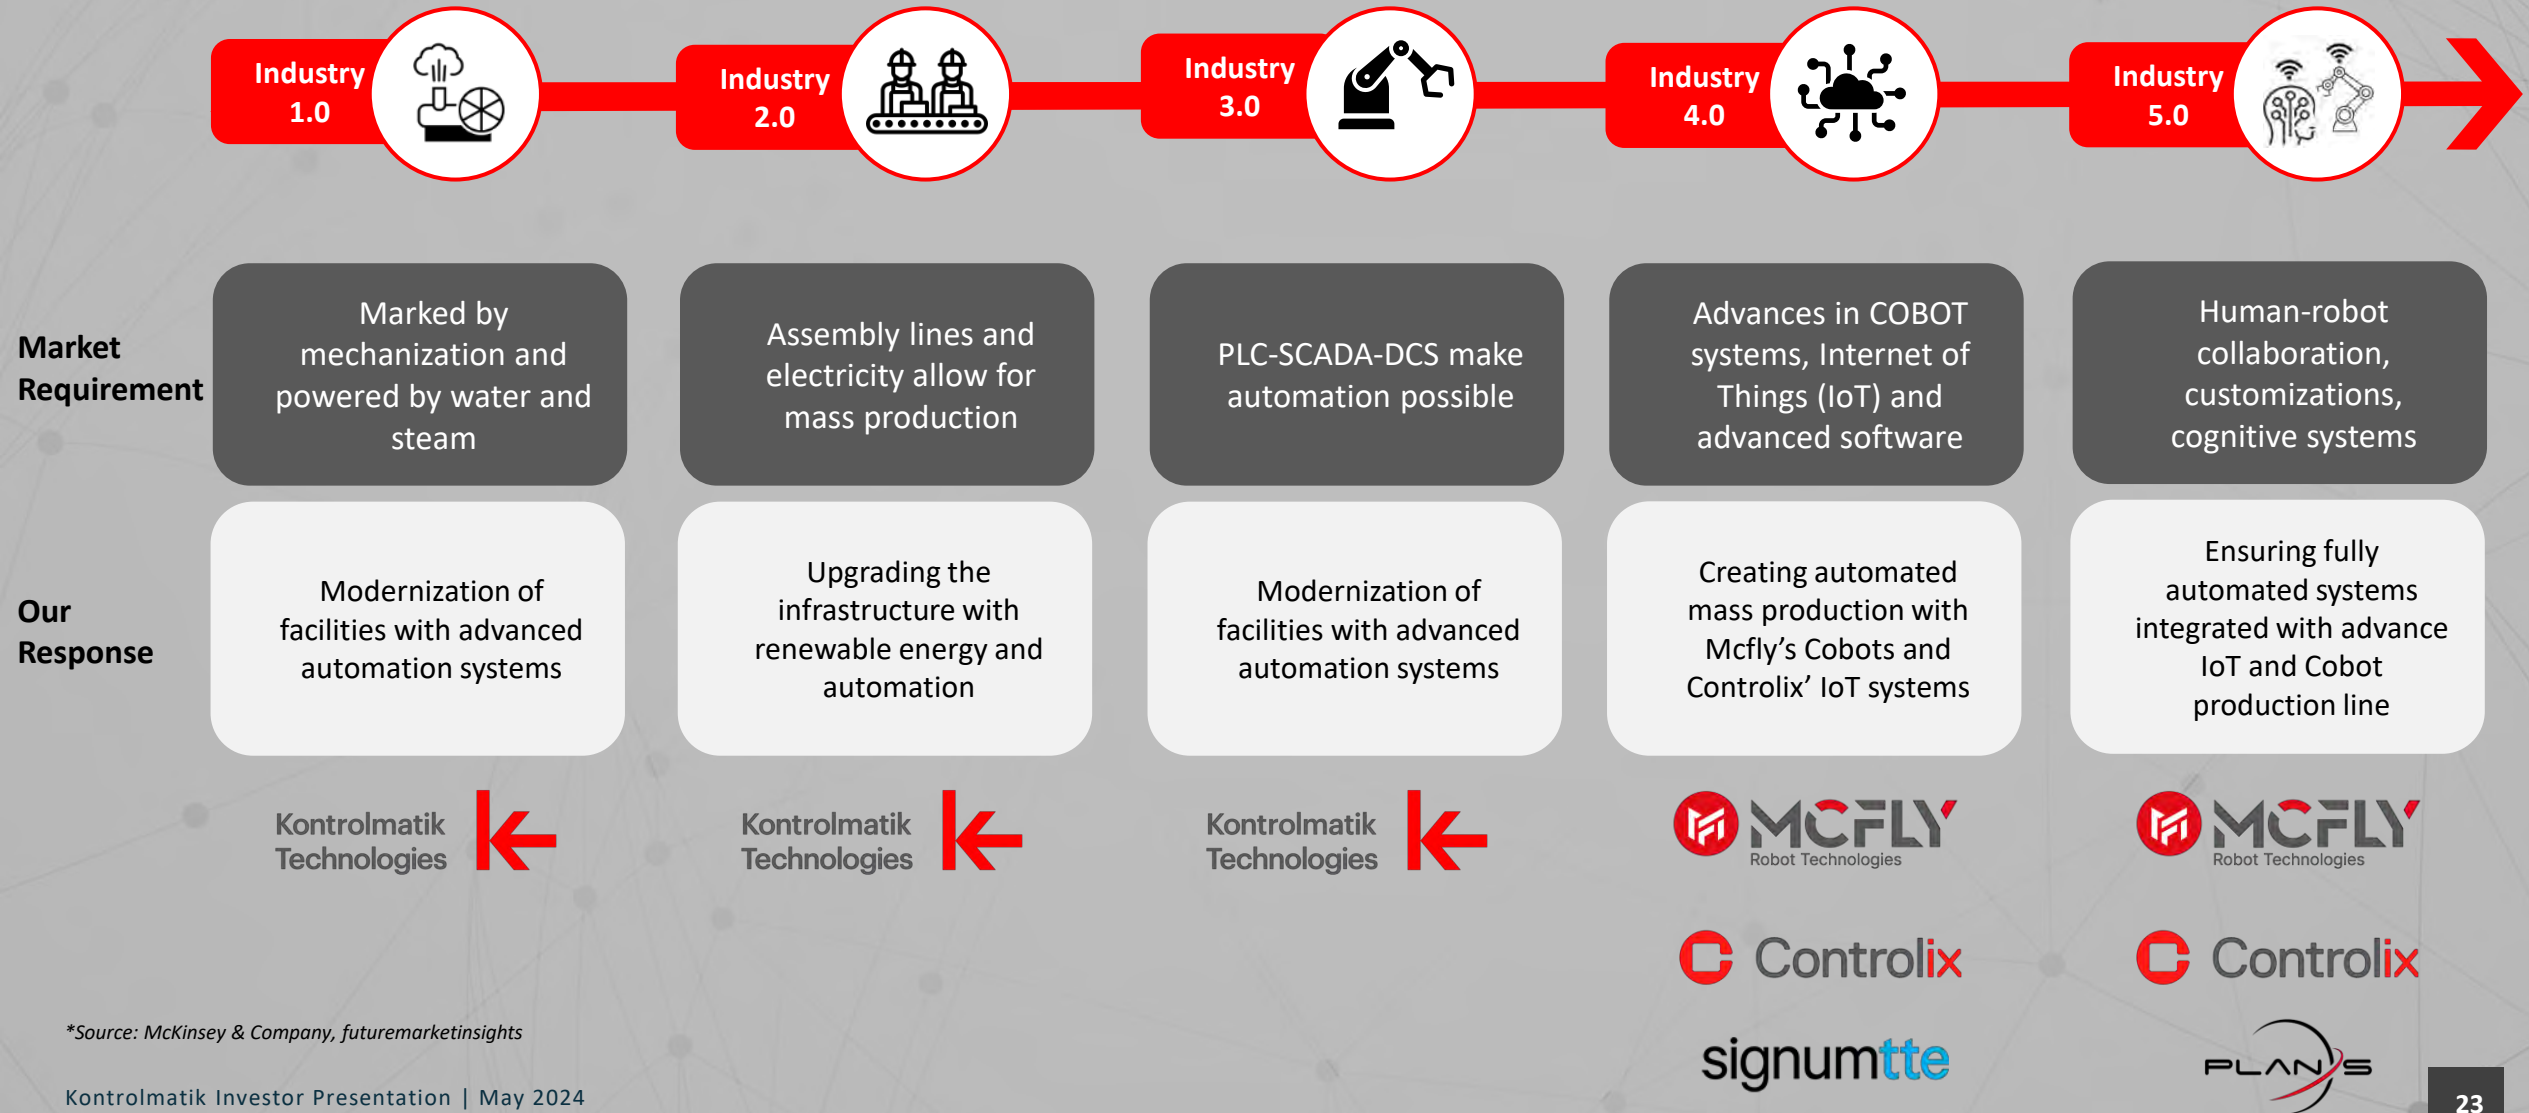 Industry
1.0
Industry
2.0
Industry
3.0
Industry
4.0
Industry
5.0
Market
Requirement
Marked by
mechanization and
powered by water and
steam
Assembly lines and
electricity allow for
mass production
PLC-SCADA-DCS make
automation possible
Advances in COBOT
systems, Internet of
Things (IoT) and
advanced software
Human-robot
collaboration,
customizations,
cognitive systems
Our
Response
Modernization of
facilities with advanced
automation systems
Upgrading the
infrastructure with
renewable energy and
automation
Modernization of
facilities with advanced
automation systems
Creating automated
mass production with
Mcfly’s Cobots and
Controlix’ IoT systems
Ensuring fully
automated systems
integrated with advance
IoT and Cobot
production line
Kontrolmatik
Technologies
Kontrolmatik
Technologies
Kontrolmatik
Technologies
MCFLY
Robot Technologies
MCFLY
Robot Technologies
Controlix
Controlix
signumtte
PLAN S
*Source: McKinsey & Company, futuremarketinsights
Kontrolmatik Investor Presentation | May 2024
23